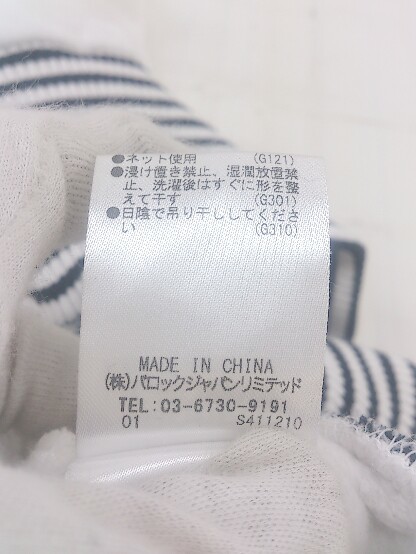 ●ネット使用 (G121)
●浸け置き禁止、湿潤放置禁
止、洗濯後はすぐに形を整
えて干す (G301)
●日陰で吊り干ししてくださ
い (G310)
MADE IN CHINA
(株)バロックジャパンリミテッド
TEL:03-6730-9191
01 S411210